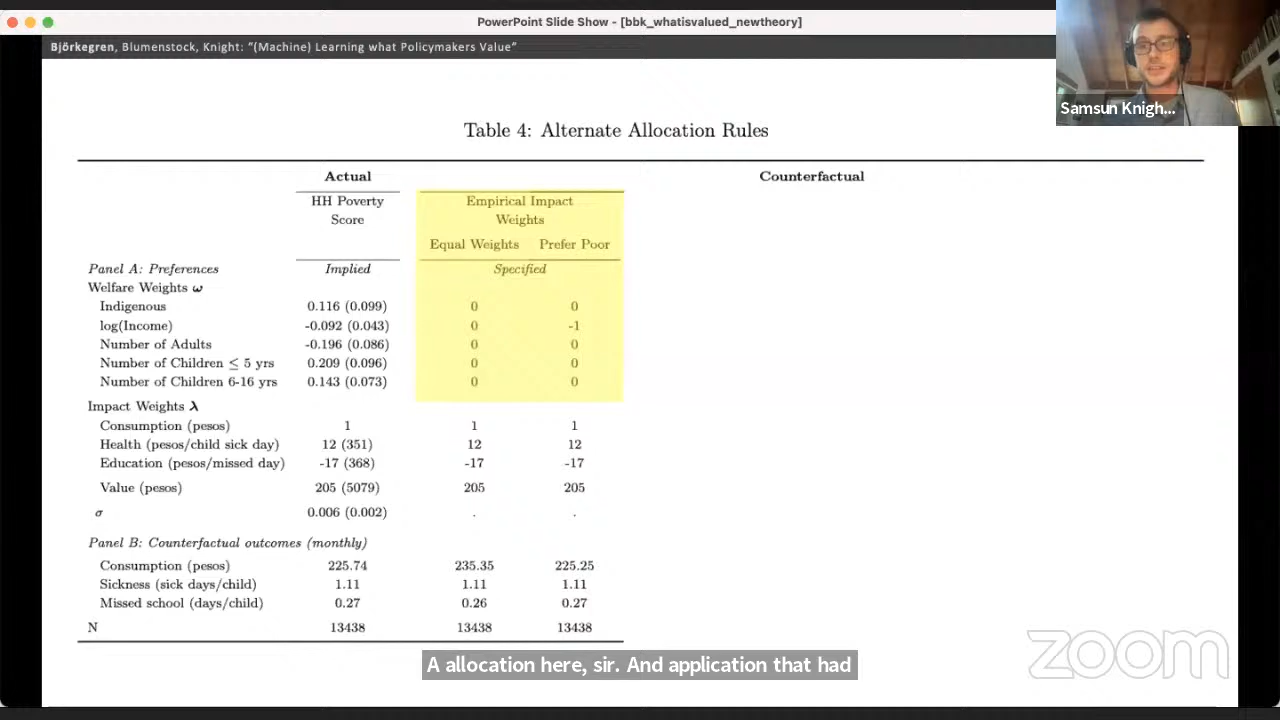 PowerPoint Slide Show - [bbk_whatisvalued_newtheory]
Björkegren, Blumenstock, Knight: "(Machine) Learning what Policymakers Value"
Samsun Knigh...
Table 4: Alternate Allocation Rules
Actual Counterfactual
HH Poverty Empirical Impact
Score Weights
Equal Weights Prefer Poor
Panel A: Preferences Implied Specified
Welfare Weights ω
Indigenous 0.116 (0.099) 0 0
log(Income) -0.092 (0.043) 0 -1
Number of Adults -0.196 (0.086) 0 0
Number of Children ≤ 5 yrs 0.209 (0.096) 0 0
Number of Children 6-16 yrs 0.143 (0.073) 0 0
Impact Weights λ
Consumption (pesos) 1 1 1
Health (pesos/child sick day) 12 (351) 12 12
Education (pesos/missed day) -17 (368) -17 -17
Value (pesos) 205 (5079) 205 205
σ 0.006 (0.002) . .
Panel B: Counterfactual outcomes (monthly)
Consumption (pesos) 225.74 235.35 225.25
Sickness (sick days/child) 1.11 1.11 1.11
Missed school (days/child) 0.27 0.26 0.27
N 13438 13438 13438
zoom
A allocation here, sir. And application that had